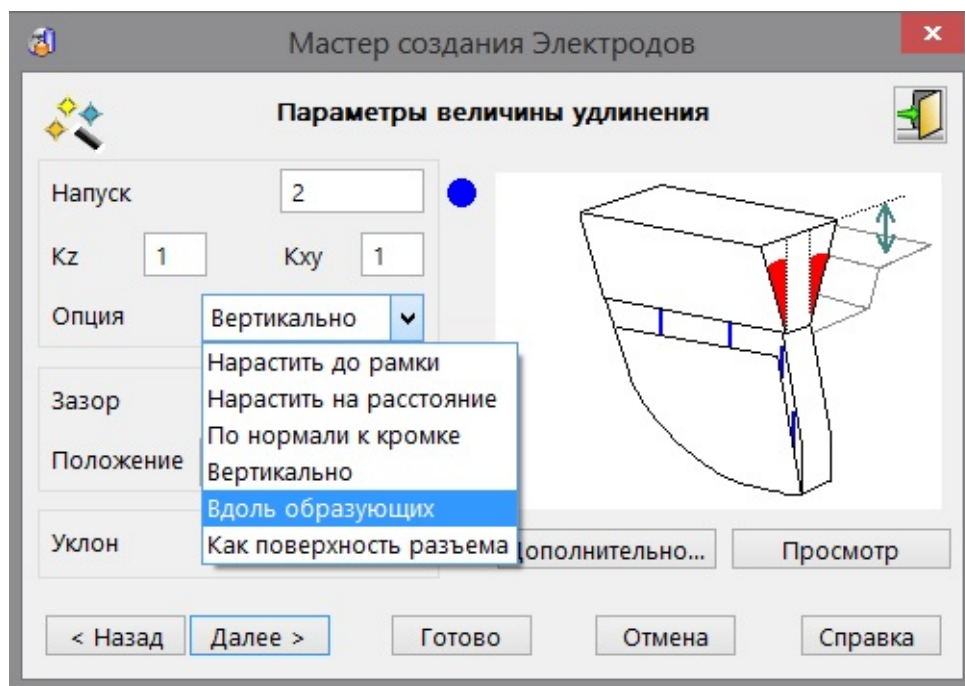 Мастер создания Электродов
x
Параметры величины удлинения
Напуск 2
Kz 1 Kxy 1
Опция Вертикально
Нарастить до рамки
Зазор Нарастить на расстояние
По нормали к кромке
Положение Вертикально
Вдоль образующих
Уклон Как поверхность разъема ополнительно... Просмотр
< Назад Далее > Готово Отмена Справка